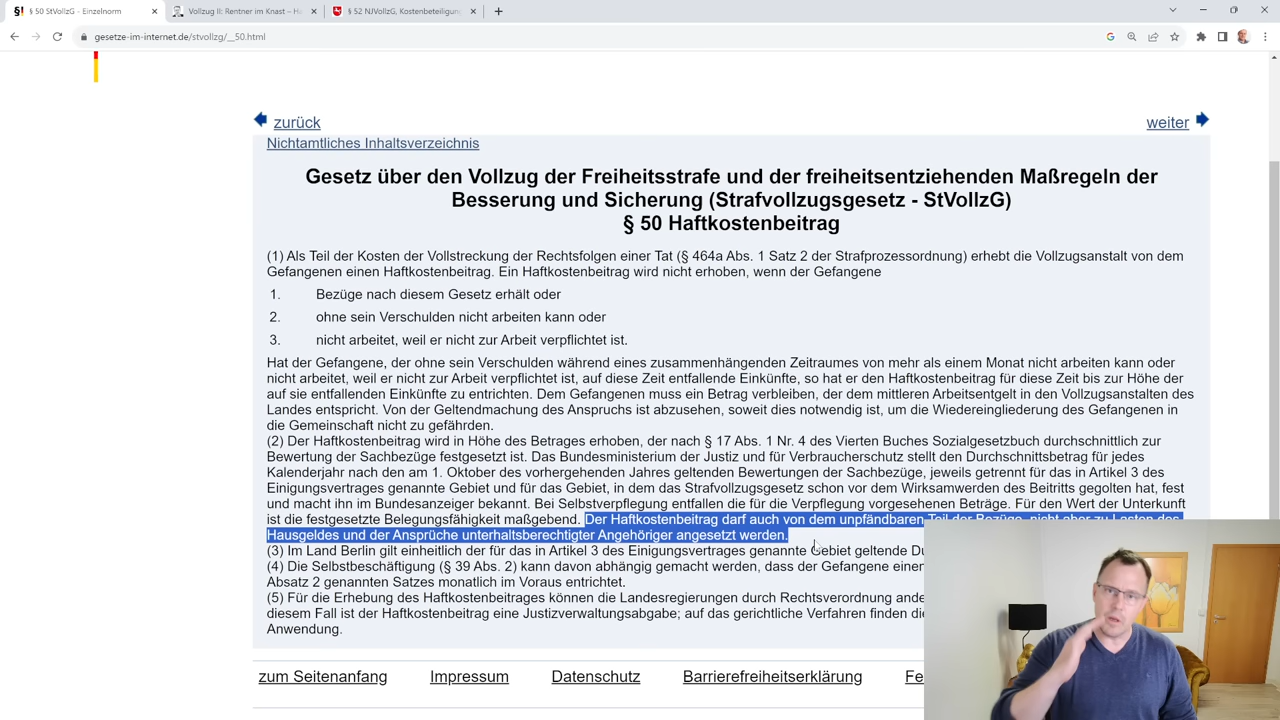 § 50 StVollzG - Einzelnorm
Vollzug II: Rentner im Knast – Ha
§ 52 NJVollzG, Kostenbeteiligung
gesetze-im-internet.de/stvollzg/__50.html
zurück
weiter
Nichtamtliches Inhaltsverzeichnis
Gesetz über den Vollzug der Freiheitsstrafe und der freiheitsentziehenden Maßregeln der
Besserung und Sicherung (Strafvollzugsgesetz - StVollzG)
§ 50 Haftkostenbeitrag
(1) Als Teil der Kosten der Vollstreckung der Rechtsfolgen einer Tat (§ 464a Abs. 1 Satz 2 der Strafprozessordnung) erhebt die Vollzugsanstalt von dem
Gefangenen einen Haftkostenbeitrag. Ein Haftkostenbeitrag wird nicht erhoben, wenn der Gefangene
1. Bezüge nach diesem Gesetz erhält oder
2. ohne sein Verschulden nicht arbeiten kann oder
3. nicht arbeitet, weil er nicht zur Arbeit verpflichtet ist.
Hat der Gefangene, der ohne sein Verschulden während eines zusammenhängenden Zeitraumes von mehr als einem Monat nicht arbeiten kann oder
nicht arbeitet, weil er nicht zur Arbeit verpflichtet ist, auf diese Zeit entfallende Einkünfte, so hat er den Haftkostenbeitrag für diese Zeit bis zur Höhe der
auf sie entfallenden Einkünfte zu entrichten. Dem Gefangenen muss ein Betrag verbleiben, der dem mittleren Arbeitsentgelt in den Vollzugsanstalten des
Landes entspricht. Von der Geltendmachung des Anspruchs ist abzusehen, soweit dies notwendig ist, um die Wiedereingliederung des Gefangenen in
die Gemeinschaft nicht zu gefährden.
(2) Der Haftkostenbeitrag wird in Höhe des Betrages erhoben, der nach § 17 Abs. 1 Nr. 4 des Vierten Buches Sozialgesetzbuch durchschnittlich zur
Bewertung der Sachbezüge festgesetzt ist. Das Bundesministerium der Justiz und für Verbraucherschutz stellt den Durchschnittsbetrag für jedes
Kalenderjahr nach den am 1. Oktober des vorhergehenden Jahres geltenden Bewertungen der Sachbezüge, jeweils getrennt für das in Artikel 3 des
Einigungsvertrages genannte Gebiet und für das Gebiet, in dem das Strafvollzugsgesetz schon vor dem Wirksamwerden des Beitritts gegolten hat, fest
und macht ihn im Bundesanzeiger bekannt. Bei Selbstverpflegung entfallen die für die Verpflegung vorgesehenen Beträge. Für den Wert der Unterkunft
ist die festgesetzte Belegungsfähigkeit maßgebend. Der Haftkostenbeitrag darf auch von dem unpfändbaren Teil der Bezüge, nicht aber zu Lasten des
Hausgeldes und der Ansprüche unterhaltsberechtigter Angehöriger angesetzt werden.
(3) Im Land Berlin gilt einheitlich der für das in Artikel 3 des Einigungsvertrages genannte Gebiet geltende
(4) Die Selbstbeschäftigung (§ 39 Abs. 2) kann davon abhängig gemacht werden, dass der Gefangene
Absatz 2 genannten Satzes monatlich im Voraus entrichtet.
(5) Für die Erhebung des Haftkostenbeitrages können die Landesregierungen durch Rechtsverordnung
diesem Fall ist der Haftkostenbeitrag eine Justizverwaltungsabgabe; auf das gerichtliche Verfahren finden
Anwendung.
zum Seitenanfang
Impressum
Datenschutz
Barrierefreiheitserklärung